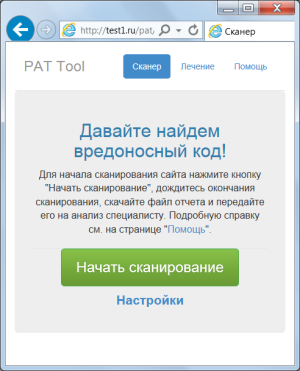 http://test1.ru/pat/
Сканер
PAT Tool
Сканер Лечение Помощь
Давайте найдем
вредоносный код!
Для начала сканирования сайта нажмите кнопку
"Начать сканирование", дождитесь окончания
сканирования, скачайте файл отчета и передайте
его на анализ специалисту. Подробную справку
см. на странице "Помощь".
Начать сканирование
Настройки